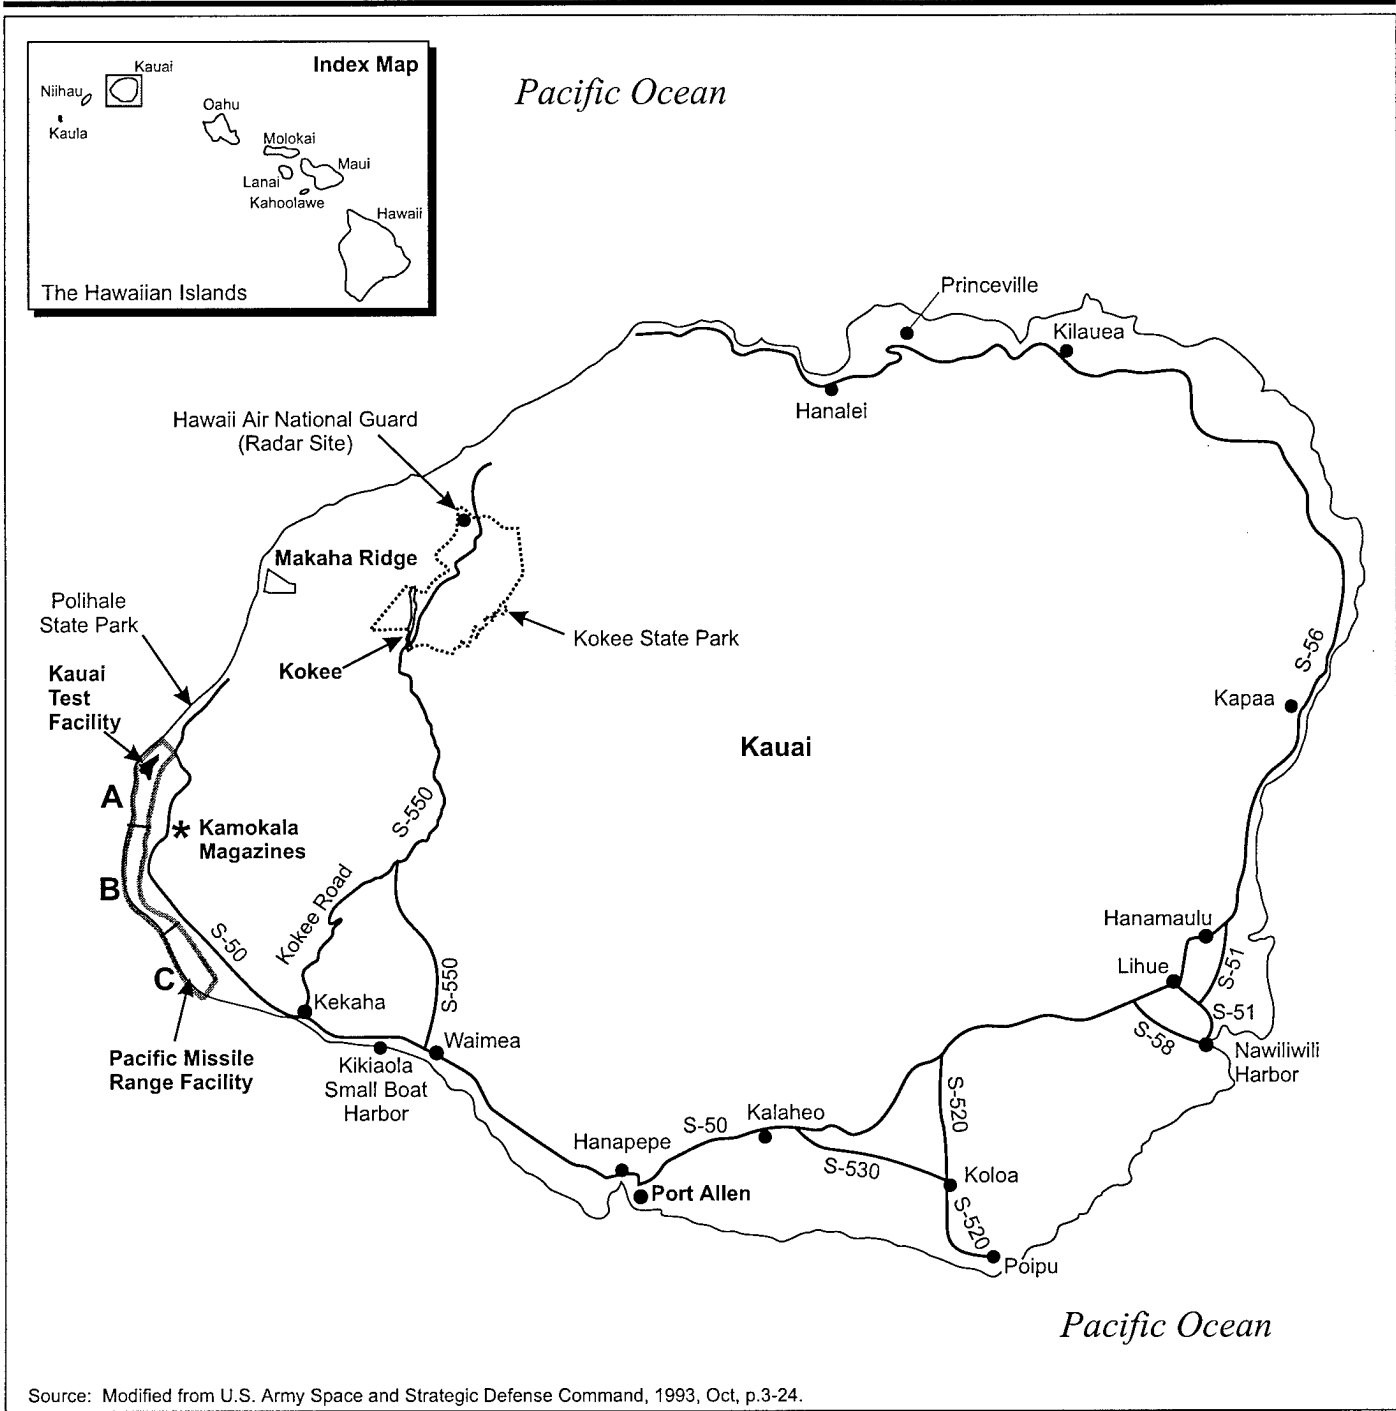 Index Map
Kauai
Niihau
Kaula
Oahu
Molokai
Maui
Lanai
Kahoolawe
Hawaii
The Hawaiian Islands
Pacific Ocean
Princeville
Kilauea
Hanalei
Hawaii Air National Guard
(Radar Site)
Makaha Ridge
Polihale
State Park
Kokee State Park
Kokee
Kauai
Test
Facility
S-56
Kapaa
Kauai
A
S-550
* Kamokala
Magazines
B
Kokee Road
S-50
Hanamaulu
Lihue
S-51
C
S-550
Kekaha
S-51
S-58
Waimea
Nawiliwili
Harbor
Pacific Missile
Range Facility
Kikiaola
Small Boat
Harbor
S-520
Kalaheo
S-50
Hanapepe
S-530
Koloa
Port Allen
S-520
Poipu
Pacific Ocean
Source: Modified from U.S. Army Space and Strategic Defense Command, 1993, Oct, p.3-24.